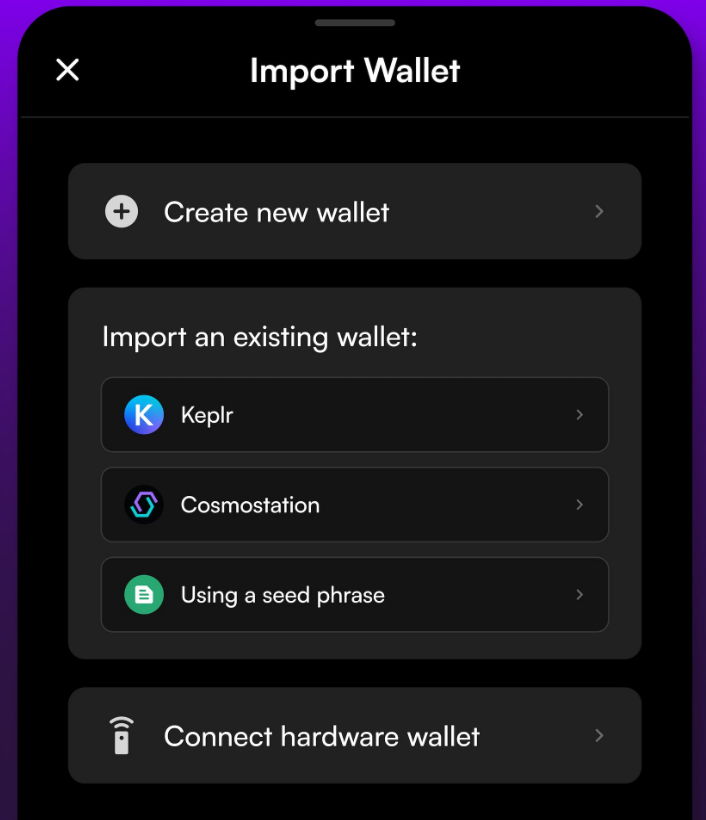 Import Wallet
Create new wallet
Import an existing wallet:
K
Keplr
Cosmostation
Using a seed phrase
Connect hardware wallet